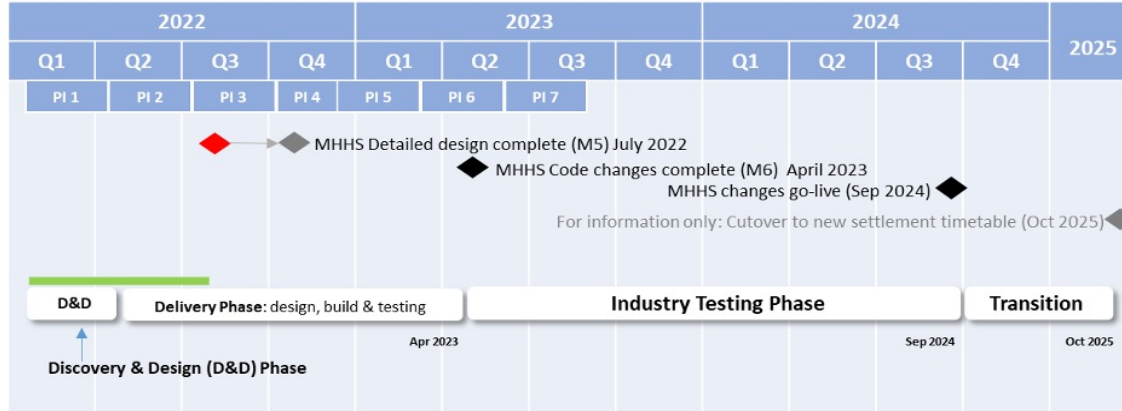 2022 2023 2024 2025
Q1 Q2 Q3 Q4 Q1 Q2 Q3 Q4 Q1 Q2 Q3 Q4
PI 1 PI 2 PI 3 PI 4 PI 5 PI 6 PI 7
MHHS Detailed design complete (M5) July 2022
MHHS Code changes complete (M6) April 2023
MHHS changes go-live (Sep 2024)
For information only: Cutover to new settlement timetable (Oct 2025)
D&D Delivery Phase: design, build & testing Industry Testing Phase Transition
Apr 2023 Sep 2024 Oct 2025
Discovery & Design (D&D) Phase